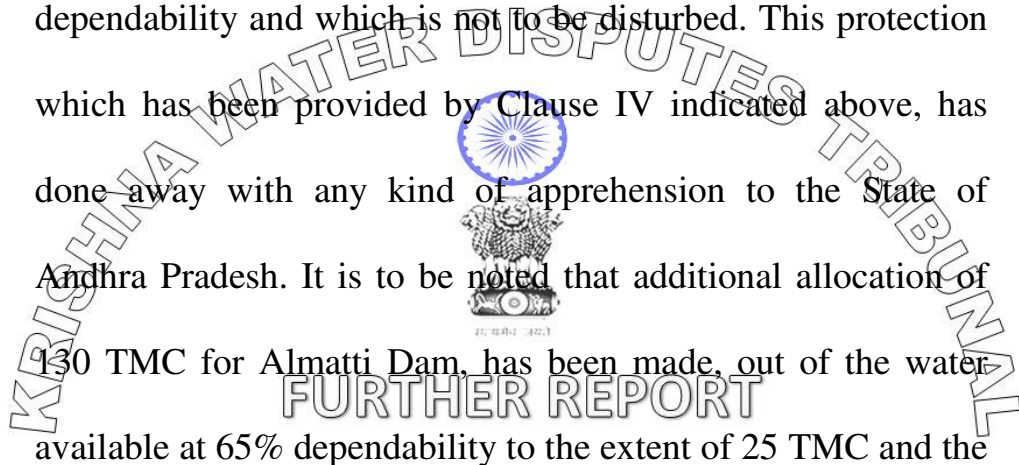 dependability and which is not to be disturbed. This protection
which has been provided by Clause IV indicated above, has
done away with any kind of apprehension to the State of
Andhra Pradesh. It is to be noted that additional allocation of
130 TMC for Almatti Dam, has been made, out of the water
available at 65% dependability to the extent of 25 TMC and the
KRISHNA WATER DISPUTES TRIBUNAL
सत्यमेव जयते
FURTHER REPORT